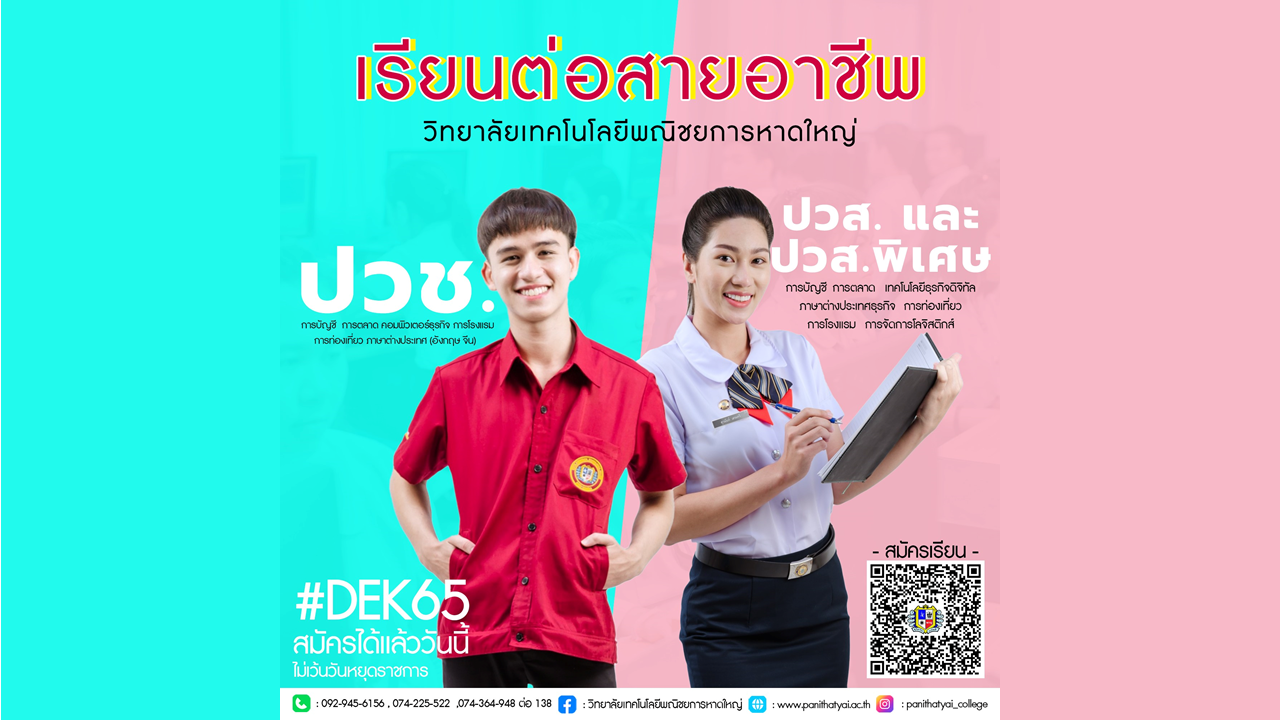 เรียนต่อสายอาชีพ
วิทยาลัยเทคโนโลยีพณิชยการหาดใหญ่
ปวช.
การบัญชี การตลาด คอมพิวเตอร์ธุรกิจ การโรงแรม
การท่องเที่ยว ภาษาต่างประเทศ (อังกฤษ จีน)
ปวส. และ
ปวส.พิเศษ
การบัญชี การตลาด เทคโนโลยีธุรกิจดิจิทัล
ภาษาต่างประเทศธุรกิจ การท่องเที่ยว
การโรงแรม การจัดการโลจิสติกส์
#DEK65
สมัครได้แล้ววันนี้
ไม่เว้นวันหยุดราชการ
- สมัครเรียน -
: 092-945-6156 , 074-225-522 ,074-364-948 ต่อ 138 : วิทยาลัยเทคโนโลยีพณิชยการหาดใหญ่ : www.panithatyai.ac.th : panithatyai_college